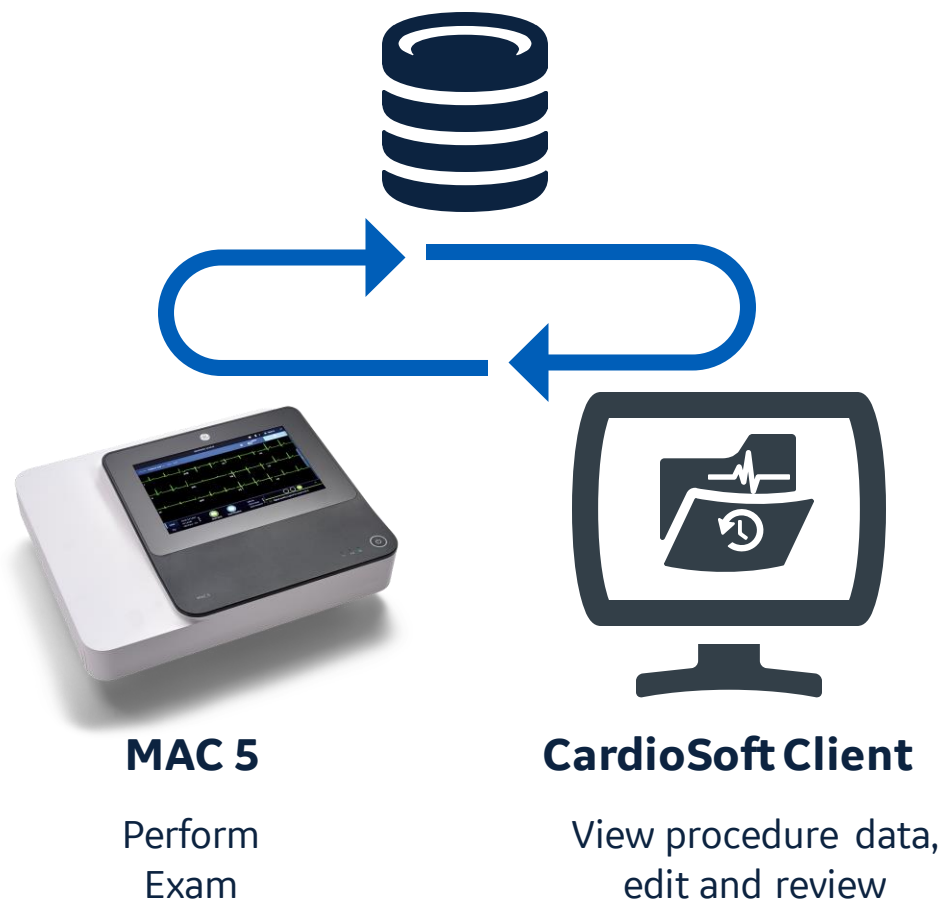 MAC 5
Perform
Exam
CardioSoft Client
View procedure data,
edit and review